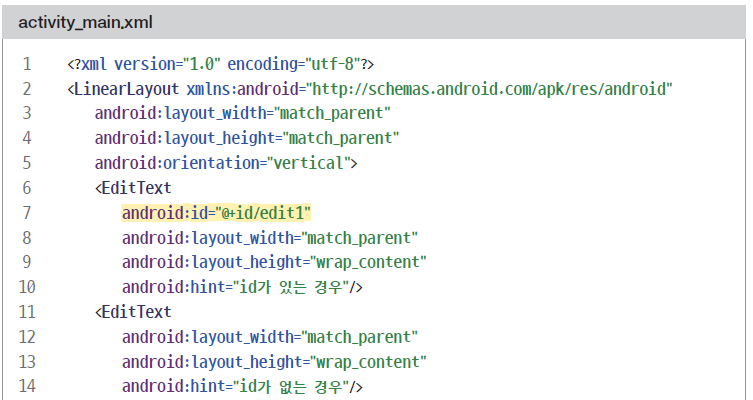 activity_main.xml
1 <?xml version="1.0" encoding="utf-8"?>
2 <LinearLayout xmlns:android="http://schemas.android.com/apk/res/android"
3 android:layout_width="match_parent"
4 android:layout_height="match_parent"
5 android:orientation="vertical">
6 <EditText
7 android:id="@+id/edit1"
8 android:layout_width="match_parent"
9 android:layout_height="wrap_content"
10 android:hint="id가 있는 경우"/>
11 <EditText
12 android:layout_width="match_parent"
13 android:layout_height="wrap_content"
14 android:hint="id가 없는 경우"/>